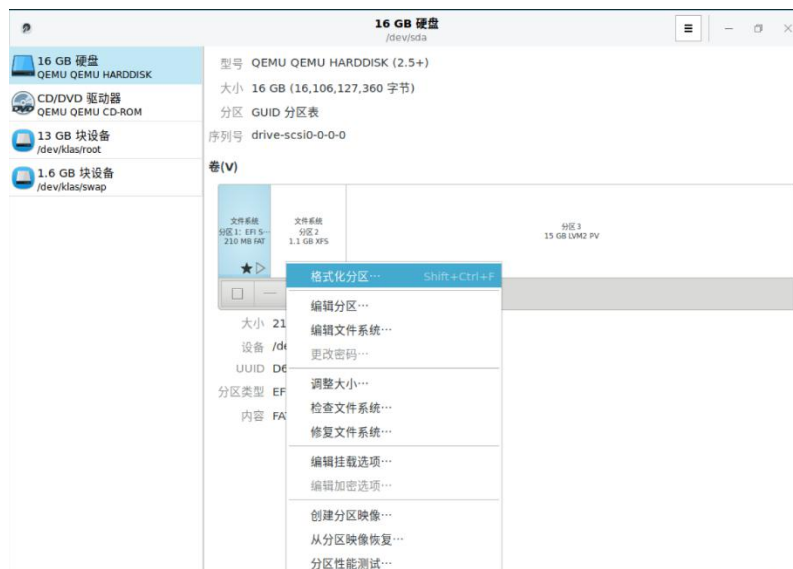 16 GB 硬盘
/dev/sda
16 GB 硬盘
QEMU QEMU HARDDISK
CD/DVD 驱动器
QEMU QEMU CD-ROM
13 GB 块设备
/dev/klas/root
1.6 GB 块设备
/dev/klas/swap
型号 QEMU QEMU HARDDISK (2.5+)
大小 16 GB (16,106,127,360 字节)
分区 GUID 分区表
序列号 drive-scsi0-0-0-0
卷(V)
文件系统
分区 1: EFI S…
210 MB FAT
文件系统
分区 2
1.1 GB XFS
分区 3
15 GB LVM2 PV
大小 21
设备 /de
UUID D6
分区类型 EF
内容 FA
格式化分区… Shift+Ctrl+F
编辑分区…
编辑文件系统…
更改密码…
调整大小…
检查文件系统…
修复文件系统…
编辑挂载选项…
编辑加密选项…
创建分区映像…
从分区映像恢复…
分区性能测试…